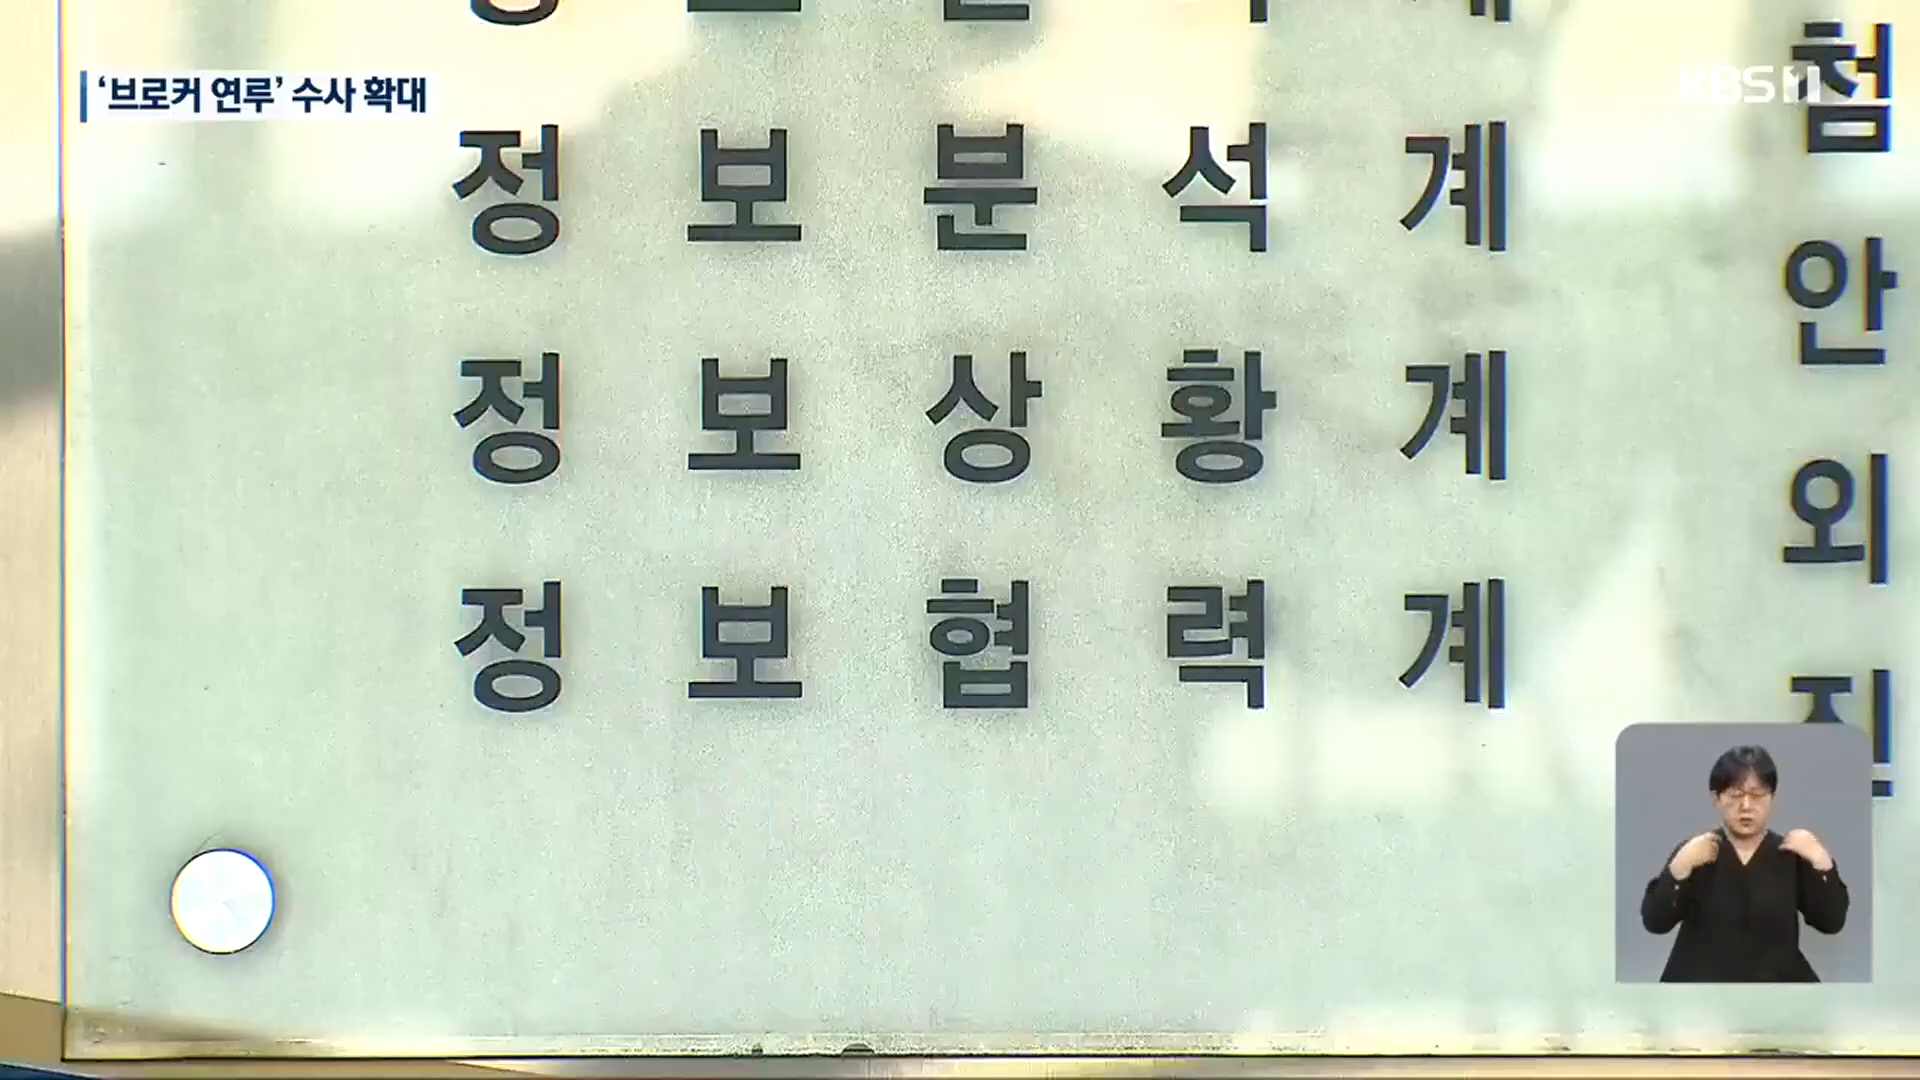 '브로커 연루' 수사 확대
KBS 1
정보분석계
정보상황계
정보협력계
첨
안
외